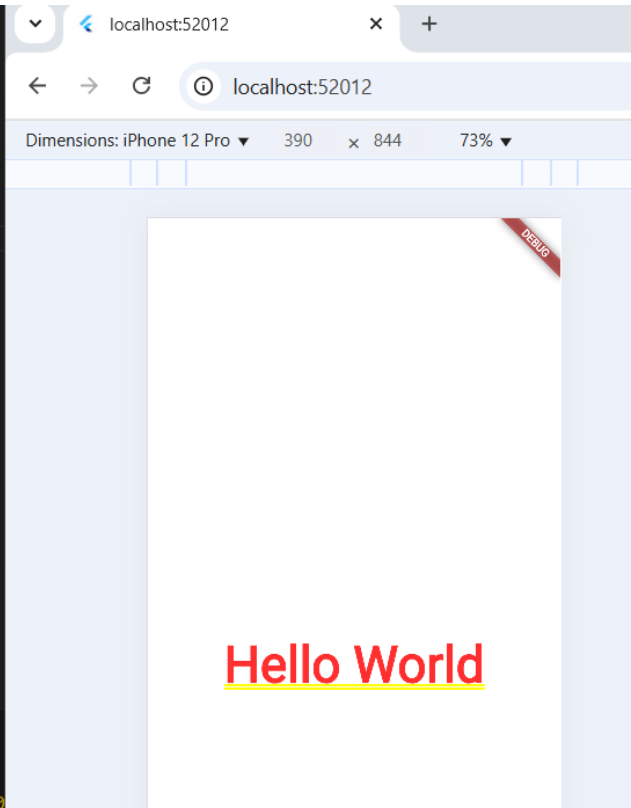 localhost:52012
localhost:52012
Dimensions: iPhone 12 Pro ▼ 390 × 844 73% ▼
DEBUG
Hello World